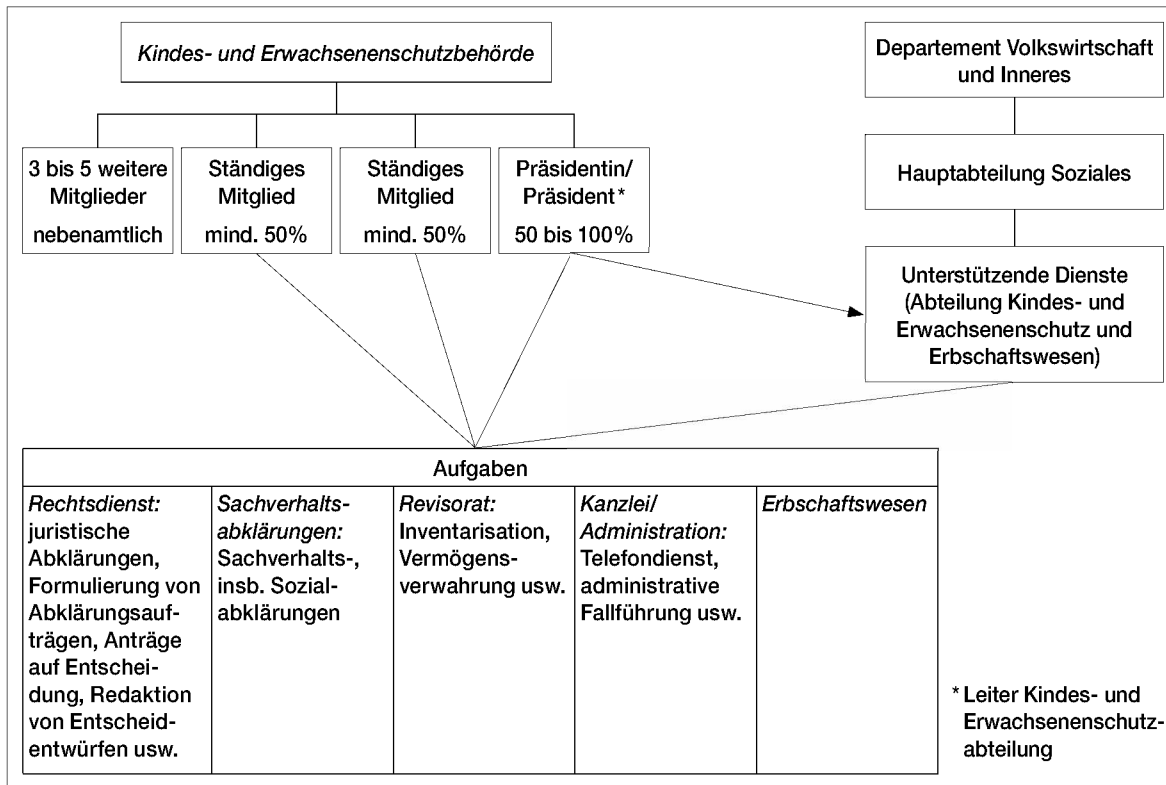 Kindes- und Erwachsenenschutzbehörde
Departement Volkswirtschaft
und Inneres
3 bis 5 weitere
Mitglieder
nebenamtlich
Ständiges
Mitglied
mind. 50%
Ständiges
Mitglied
mind. 50%
Präsidentin/
Präsident*
50 bis 100%
Hauptabteilung Soziales
Unterstützende Dienste
(Abteilung Kindes- und
Erwachsenenschutz und
Erbschaftswesen)
Aufgaben
Rechtsdienst:
juristische
Abklärungen,
Formulierung von
Abklärungsauf-
trägen, Anträge
auf Entschei-
dung, Redaktion
von Entscheid-
entwürfen usw.
Sachverhalts-
abklärungen:
Sachverhalts-,
insb. Sozial-
abklärungen
Revisorat:
Inventarisation,
Vermögens-
verwahrung usw.
Kanzlei/
Administration:
Telefondienst,
administrative
Fallführung usw.
Erbschaftswesen
* Leiter Kindes- und
Erwachsenenschutz-
abteilung